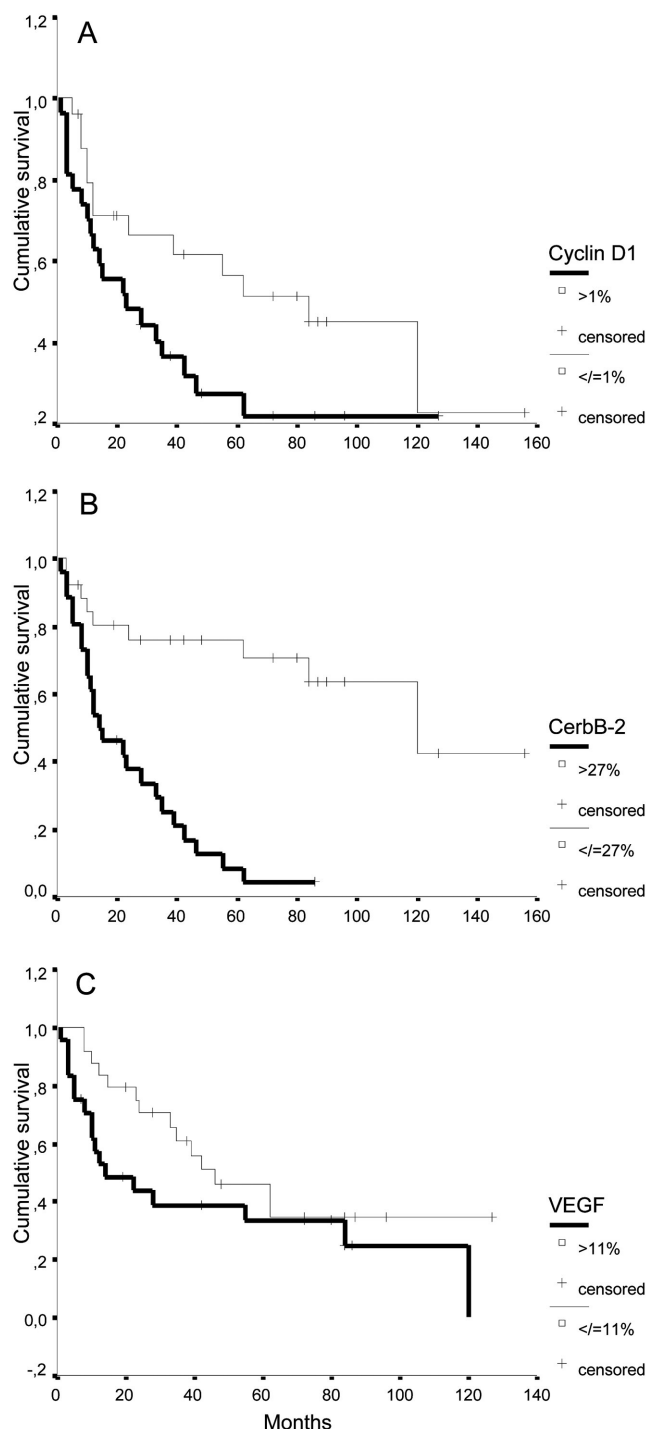 A
1,2
1,0
,8
,6
,4
,2
Cumulative survival
0 20 40 60 80 100 120 140 160
Cyclin D1
>1%
censored
</=1%
censored
B
1,2
1,0
,8
,6
,4
,2
0,0
Cumulative survival
0 20 40 60 80 100 120 140 160
CerbB-2
>27%
censored
</=27%
censored
C
1,2
1,0
,8
,6
,4
,2
0,0
-,2
Cumulative survival
0 20 40 60 80 100 120 140
Months
VEGF
>11%
censored
</=11%
censored